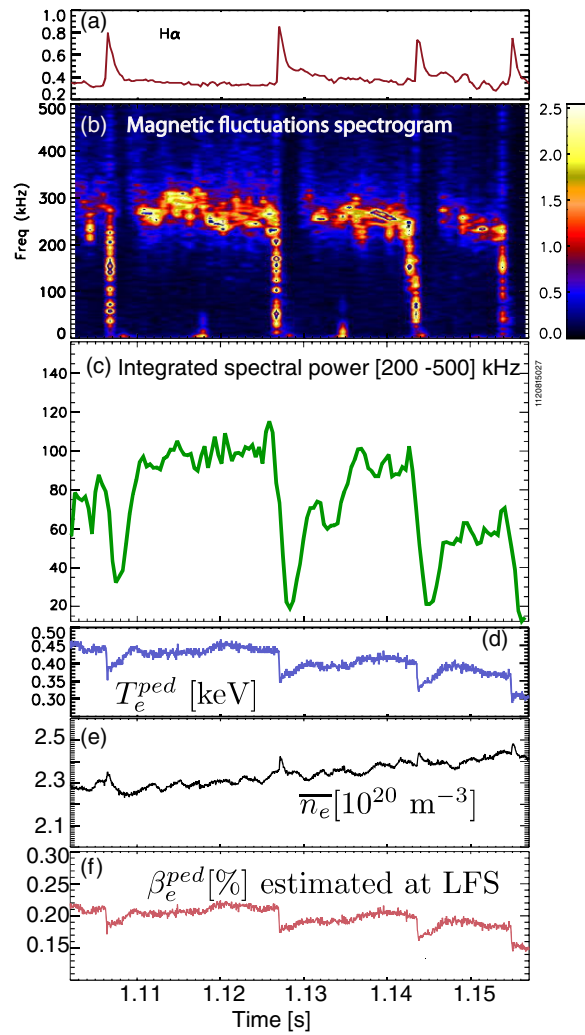 (a)
Hα
1.0
0.8
0.6
0.4
0.2
(b) Magnetic fluctuations spectrogram
Freq (kHz)
500
400
300
200
100
0
2.5
2.0
1.5
1.0
0.5
0.0
(c) Integrated spectral power [200 -500] kHz
1120815027
140
120
100
80
60
40
20
(d)
0.50
0.45
0.40
0.35
0.30
T_e^ped [keV]
(e)
2.5
2.3
2.1
n̅_e[10^20 m^−3]
(f)
0.30
0.25
0.20
0.15
β_e^ped[%] estimated at LFS
1.11 1.12 1.13 1.14 1.15
Time [s]